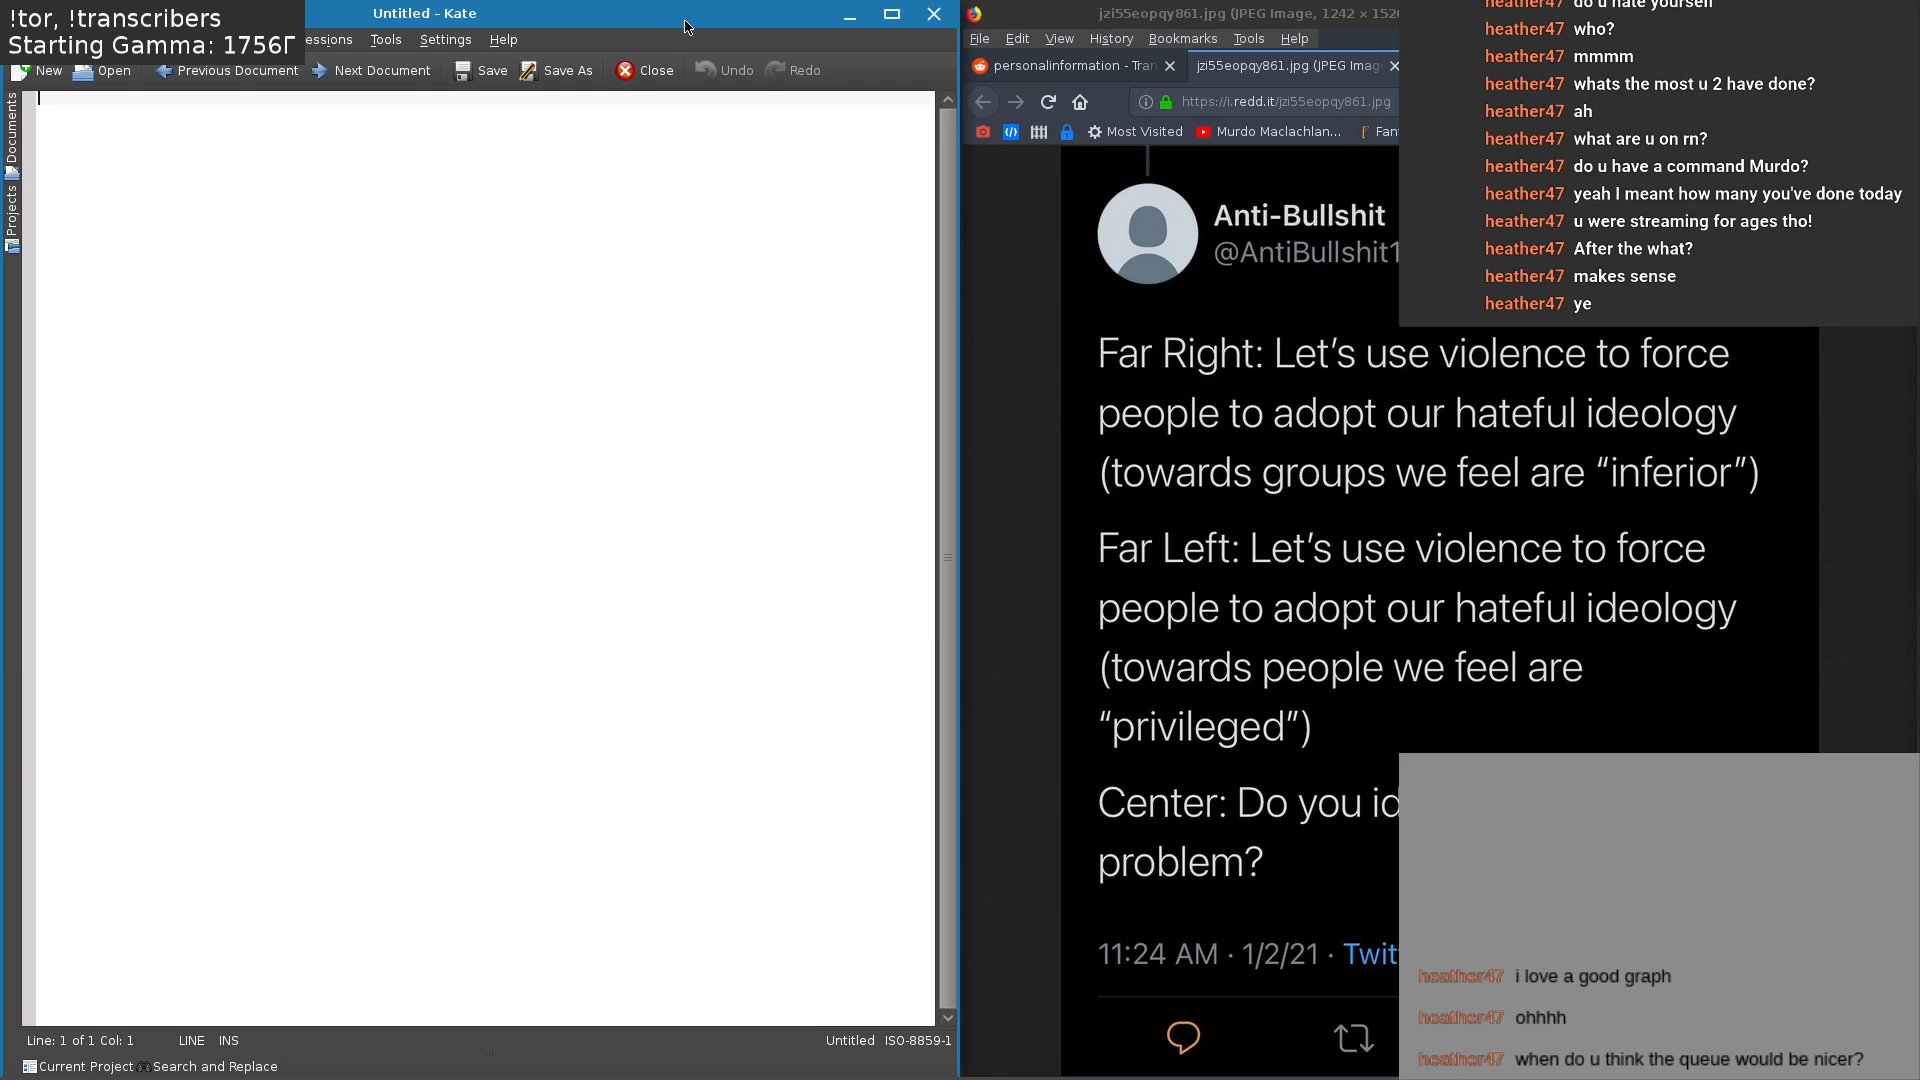 !tor, !transcribers
Starting Gamma: 1756Γ
Untitled - Kate
essions Tools Settings Help
New Open Previous Document Next Document Save Save As Close Undo Redo
Documents
Projects
Line: 1 of 1 Col: 1 LINE INS Untitled ISO-8859-1
Current Project Search and Replace
jzi55eopqy861.jpg (JPEG Image, 1242 × 152
File Edit View History Bookmarks Tools Help
personalinformation - Tran jzi55eopqy861.jpg (JPEG Imag
https://i.redd.it/jzi55eopqy861.jpg
Most Visited Murdo Maclachlan... Fan
Anti-Bullshit
@AntiBullshit1
Far Right: Let’s use violence to force
people to adopt our hateful ideology
(towards groups we feel are “inferior”)
Far Left: Let’s use violence to force
people to adopt our hateful ideology
(towards people we feel are
“privileged”)
Center: Do you id
problem?
11:24 AM · 1/2/21 · Twit
heather47 do u hate yourself
heather47 who?
heather47 mmmm
heather47 whats the most u 2 have done?
heather47 ah
heather47 what are u on rn?
heather47 do u have a command Murdo?
heather47 yeah I meant how many you've done today
heather47 u were streaming for ages tho!
heather47 After the what?
heather47 makes sense
heather47 ye
heather47 i love a good graph
heather47 ohhhh
heather47 when do u think the queue would be nicer?